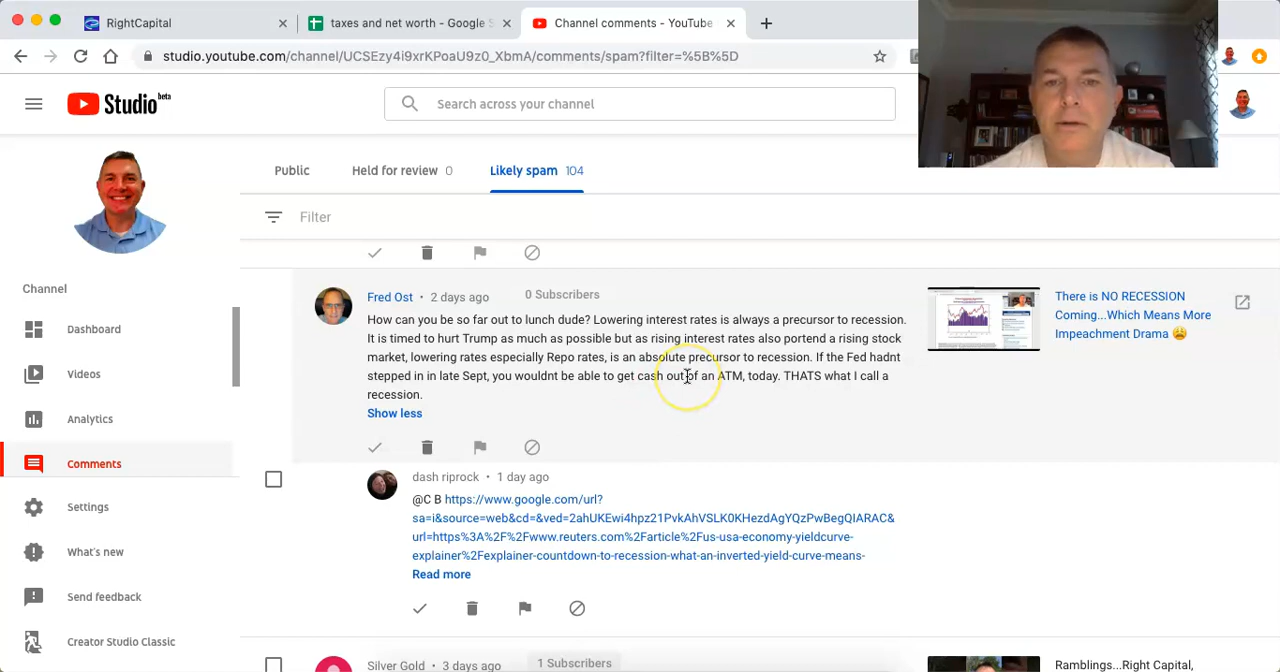 RightCapital
taxes and net worth - Google S
Channel comments - YouTube
studio.youtube.com/channel/UCSEzy4i9xrKPoaU9z0_XbmA/comments/spam?filter=%5B%5D
Studio beta
Search across your channel
Public
Held for review 0
Likely spam 104
Filter
Channel
Dashboard
Videos
Analytics
Comments
Settings
What's new
Send feedback
Creator Studio Classic
Fred Ost • 2 days ago
0 Subscribers
How can you be so far out to lunch dude? Lowering interest rates is always a precursor to recession.
It is timed to hurt Trump as much as possible but as rising interest rates also portend a rising stock
market, lowering rates especially Repo rates, is an absolute precursor to recession. If the Fed hadnt
stepped in in late Sept, you wouldnt be able to get cash out of an ATM, today. THATS what I call a
recession.
Show less
There is NO RECESSION
Coming...Which Means More
Impeachment Drama 😩
dash riprock • 1 day ago
@C B https://www.google.com/url?
sa=i&source=web&cd=&ved=2ahUKEwi4hpz21PvkAhVSLK0KHezdAgYQzPwBegQIARAC&
url=https%3A%2F%2Fwww.reuters.com%2Farticle%2Fus-usa-economy-yieldcurve-
explainer%2Fexplainer-countdown-to-recession-what-an-inverted-yield-curve-means-
Read more
Silver Gold • 3 days ago
1 Subscribers
Ramblings...Right Capital,